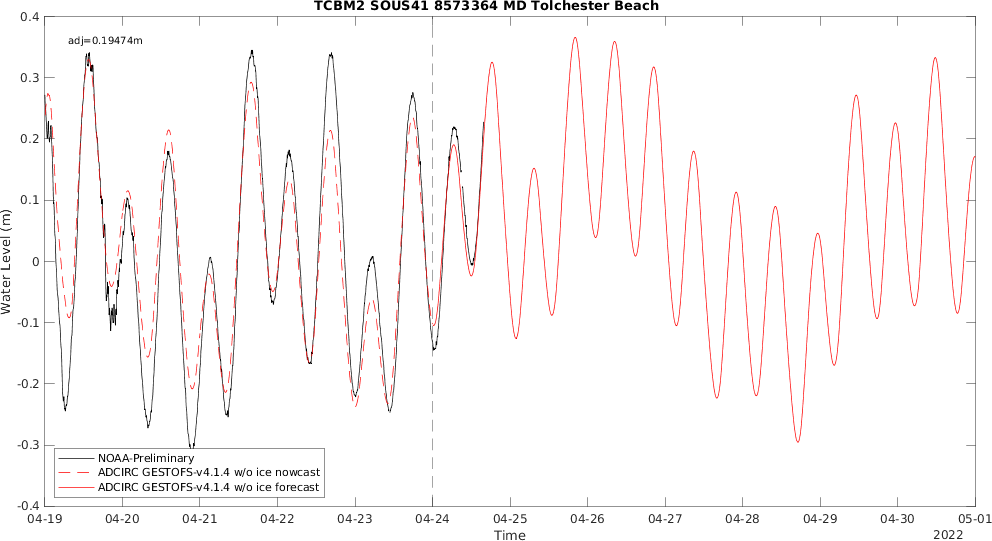 TCBM2 SOUS41 8573364 MD Tolchester Beach
adj=0.19474m
0.4
0.3
0.2
0.1
0
-0.1
-0.2
-0.3
-0.4
Water Level (m)
NOAA-Preliminary
ADCIRC GESTOFS-v4.1.4 w/o ice nowcast
ADCIRC GESTOFS-v4.1.4 w/o ice forecast
04-19 04-20 04-21 04-22 04-23 04-24 04-25 04-26 04-27 04-28 04-29 04-30 05-01
Time
2022